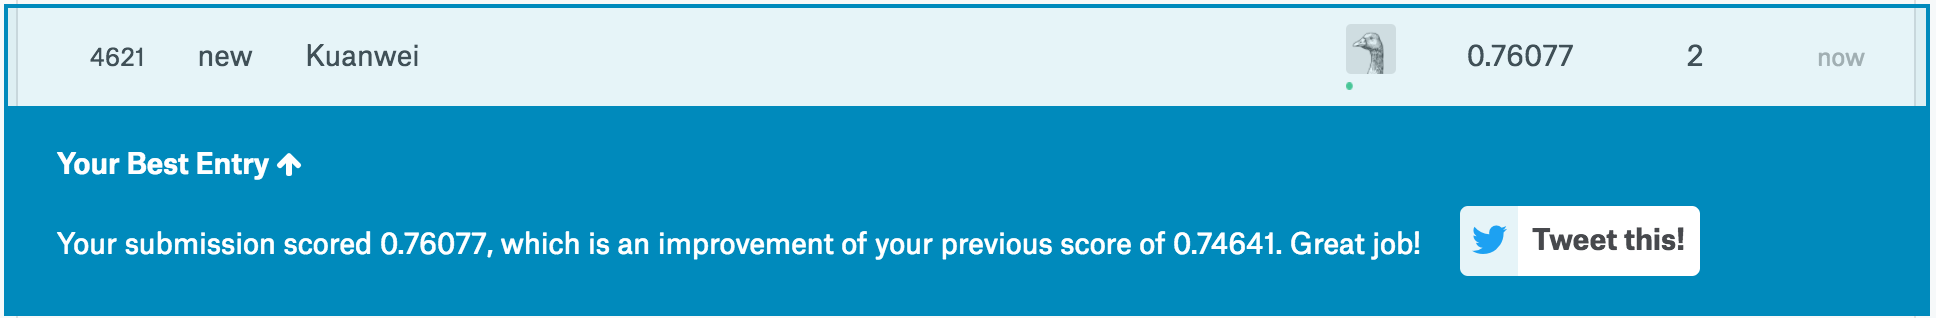 4621 new Kuanwei 0.76077 2 now
Your Best Entry
Your submission scored 0.76077, which is an improvement of your previous score of 0.74641. Great job!
Tweet this!